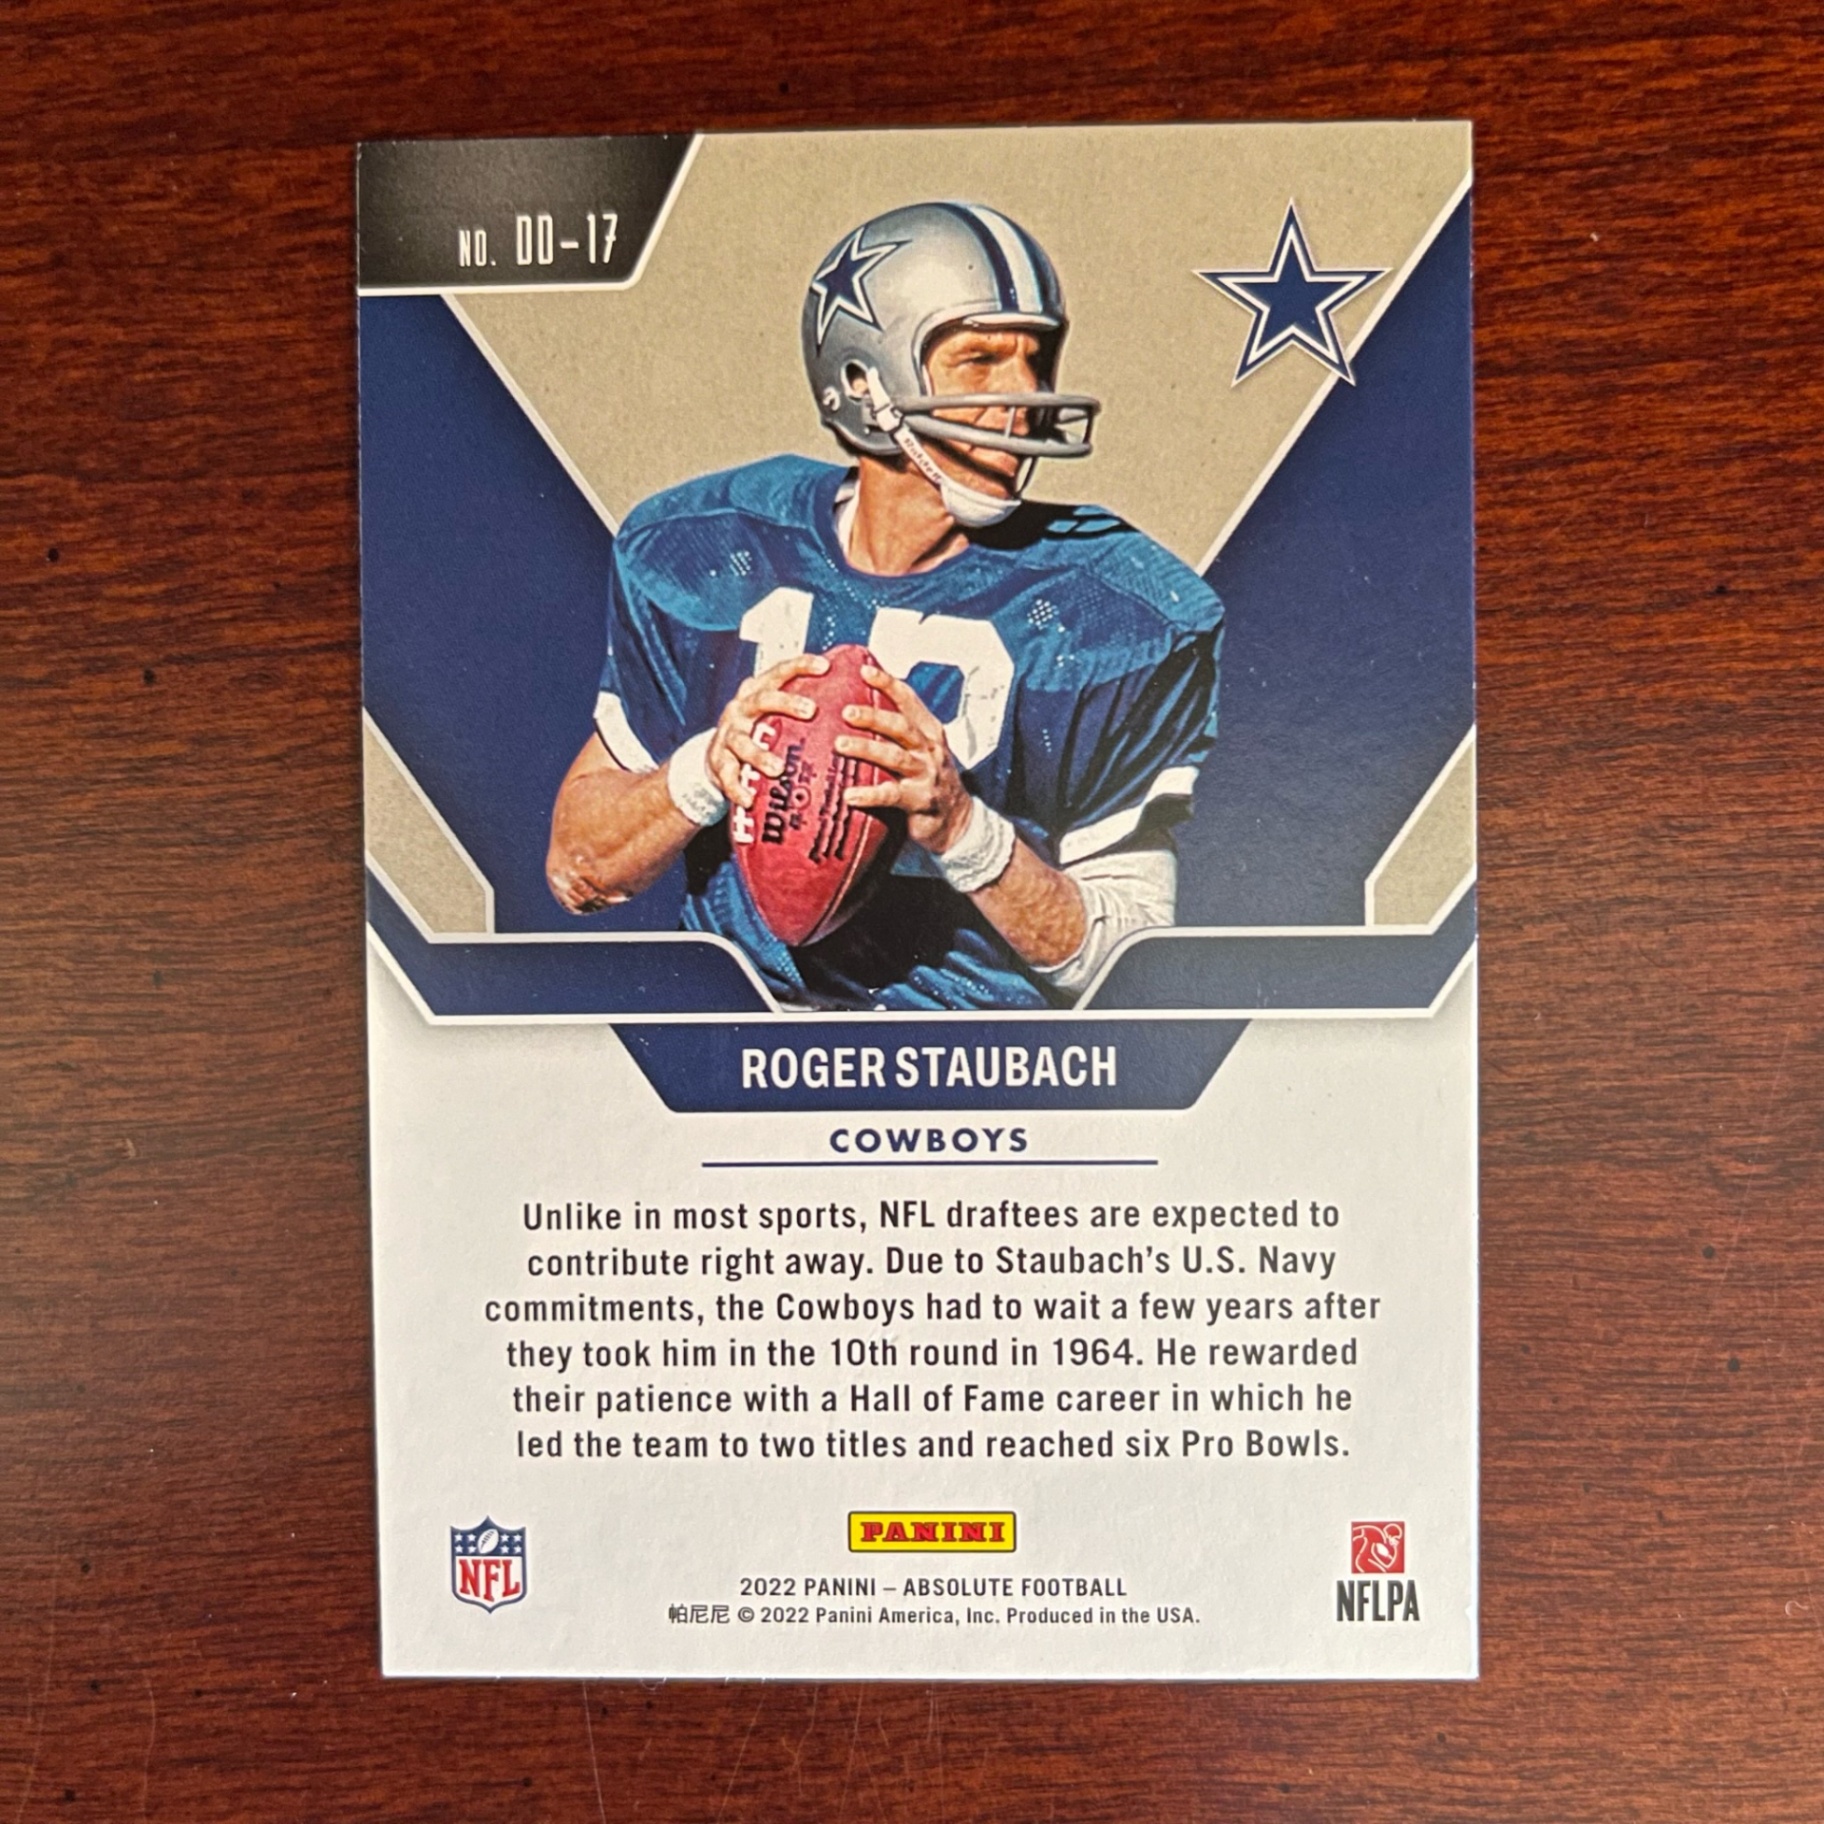 NO. DD-17
12
Wilson
ROGER STAUBACH
COWBOYS
Unlike in most sports, NFL draftees are expected to
contribute right away. Due to Staubach's U.S. Navy
commitments, the Cowboys had to wait a few years after
they took him in the 10th round in 1964. He rewarded
their patience with a Hall of Fame career in which he
led the team to two titles and reached six Pro Bowls.
NFL
PANINI
NFLPA
2022 PANINI – ABSOLUTE FOOTBALL
帕尼尼 © 2022 Panini America, Inc. Produced in the USA.